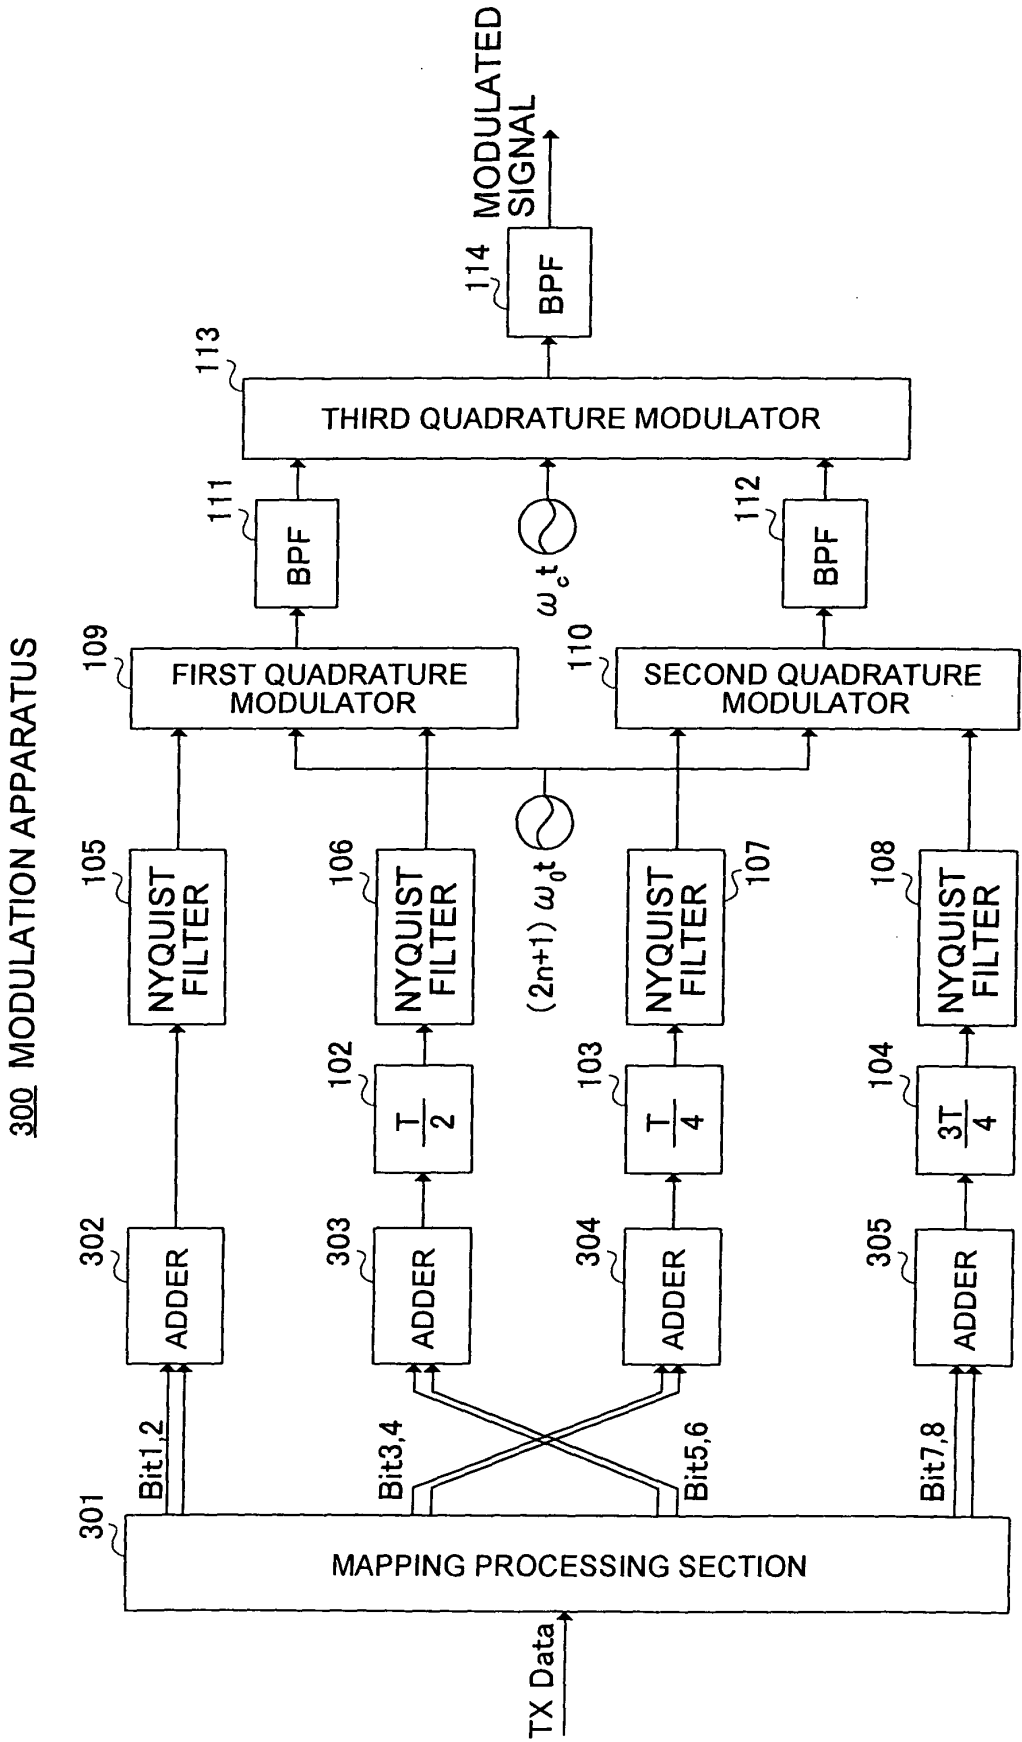 300 MODULATION APPARATUS
TX Data
301
MAPPING PROCESSING SECTION
Bit1,2
Bit3,4
Bit5,6
Bit7,8
302
ADDER
303
ADDER
304
ADDER
305
ADDER
102
T
2
103
T
4
104
3T
4
105
NYQUIST
FILTER
106
NYQUIST
FILTER
107
NYQUIST
FILTER
108
NYQUIST
FILTER
(2n+1) ω0t
109
FIRST QUADRATURE
MODULATOR
110
SECOND QUADRATURE
MODULATOR
111
BPF
112
BPF
ωct
113
THIRD QUADRATURE MODULATOR
114
BPF
MODULATED
SIGNAL